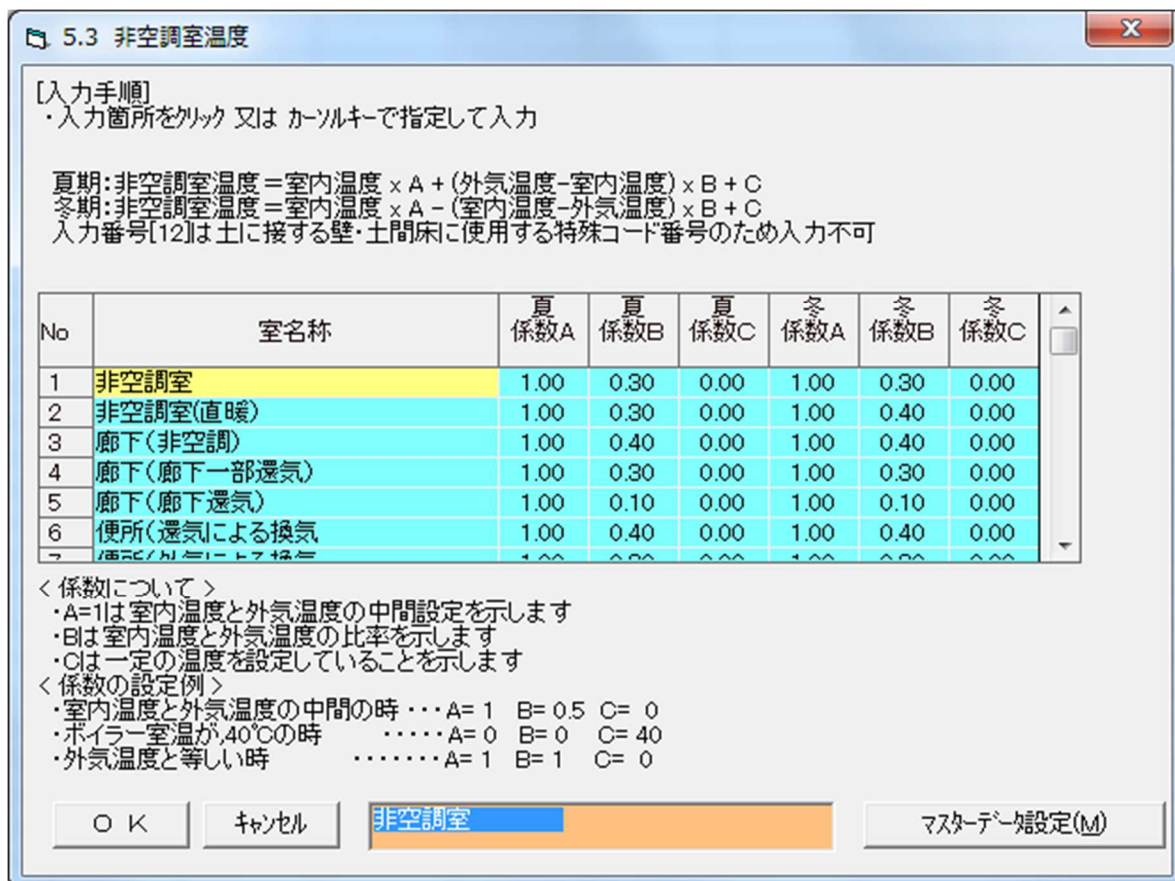 5.3 非空調室温度
[入力手順]
・入力箇所をクリック 又は カーソルキーで指定して入力
夏期:非空調室温度=室内温度 x A + (外気温度-室内温度) x B + C
冬期:非空調室温度=室内温度 x A - (室内温度-外気温度) x B + C
入力番号[12]は土に接する壁・土間床に使用する特殊コード番号のため入力不可
No 室名称 夏係数A 夏係数B 夏係数C 冬係数A 冬係数B 冬係数C
1 非空調室 1.00 0.30 0.00 1.00 0.30 0.00
2 非空調室(直暖) 1.00 0.30 0.00 1.00 0.40 0.00
3 廊下(非空調) 1.00 0.40 0.00 1.00 0.40 0.00
4 廊下(廊下一部還気) 1.00 0.30 0.00 1.00 0.30 0.00
5 廊下(廊下還気) 1.00 0.10 0.00 1.00 0.10 0.00
6 便所(還気による換気 1.00 0.40 0.00 1.00 0.40 0.00
<係数について>
・A=1は室内温度と外気温度の中間設定を示します
・Bは室内温度と外気温度の比率を示します
・Cは一定の温度を設定していることを示します
<係数の設定例>
・室内温度と外気温度の中間の時・・・A= 1 B= 0.5 C= 0
・ボイラー室温が,40℃の時 ・・・・・A= 0 B= 0 C= 40
・外気温度と等しい時 ・・・・・・・A= 1 B= 1 C= 0
O K キャンセル 非空調室 マスターデータ設定(M)